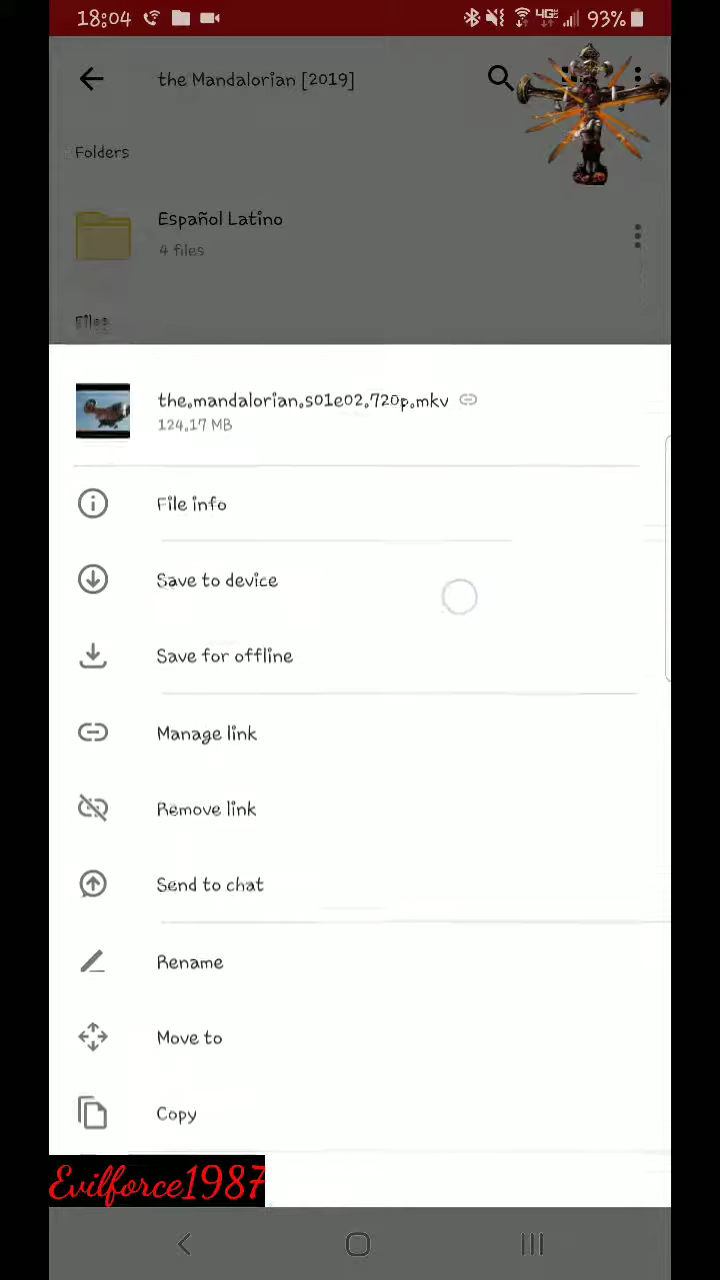 18:04 4GE 93%
the Mandalorian [2019]
Folders
Español Latino
4 files
Files
the.mandalorian.s01e02.720p.mkv
124.17 MB
File info
Save to device
Save for offline
Manage link
Remove link
Send to chat
Rename
Move to
Copy
Evilforce1987